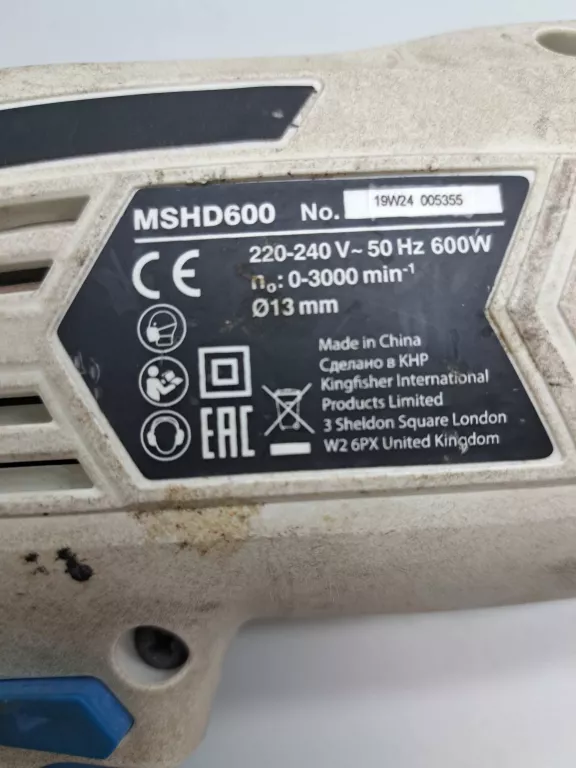 MSHD600 No. 19W24 005355
220-240 V~ 50 Hz 600W
n₀: 0-3000 min⁻¹
Ø13 mm
CE
Made in China
Сделано в КНР
Kingfisher International
Products Limited
3 Sheldon Square London
W2 6PX United Kingdom
EAC